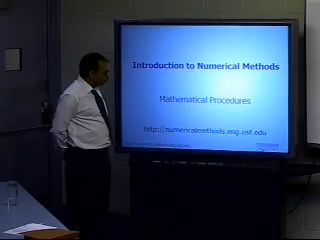 Introduction to Numerical Methods
Mathematical Procedures
http://numericalmethods.eng.usf.edu